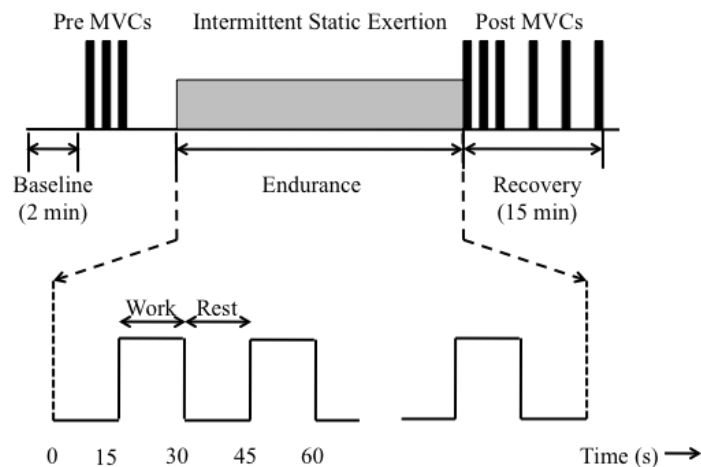 Pre MVCs
Intermittent Static Exertion
Post MVCs
Baseline
(2 min)
Endurance
Recovery
(15 min)
Work
Rest
0
15
30
45
60
Time (s)